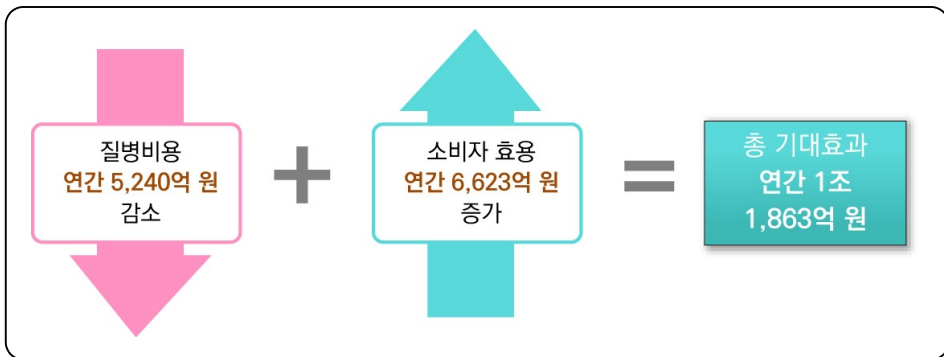 질병비용
연간 5,240억 원
감소
+
소비자 효용
연간 6,623억 원
증가
=
총 기대효과
연간 1조
1,863억 원